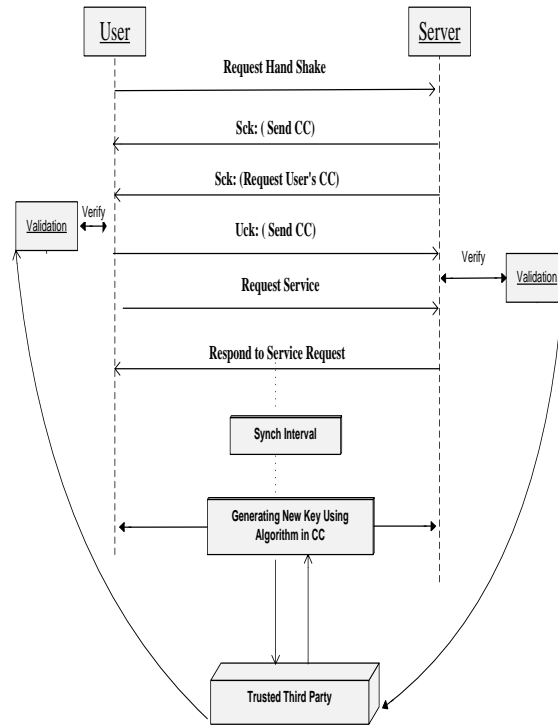 User
Server
Request Hand Shake
Sck: ( Send CC)
Sck: (Request User's CC)
Verify
Validation
Uck: ( Send CC)
Verify
Validation
Request Service
Respond to Service Request
Synch Interval
Generating New Key Using
Algorithm in CC
Trusted Third Party